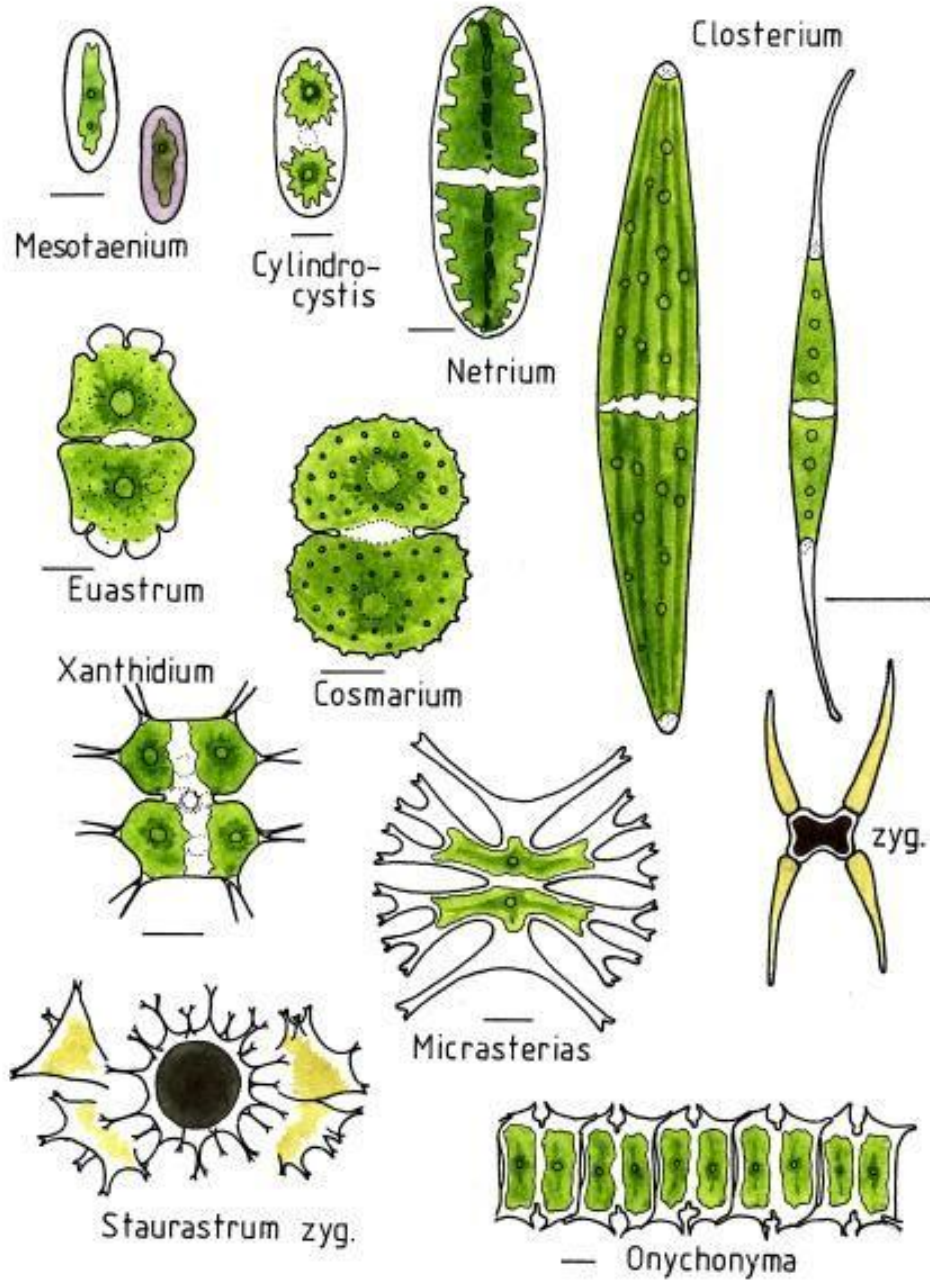 Closterium
Mesotaenium
Cylindro-
cystis
Netrium
Euastrum
Cosmarium
Xanthidium
zyg.
Micrasterias
Staurastrum zyg.
Onychonyma